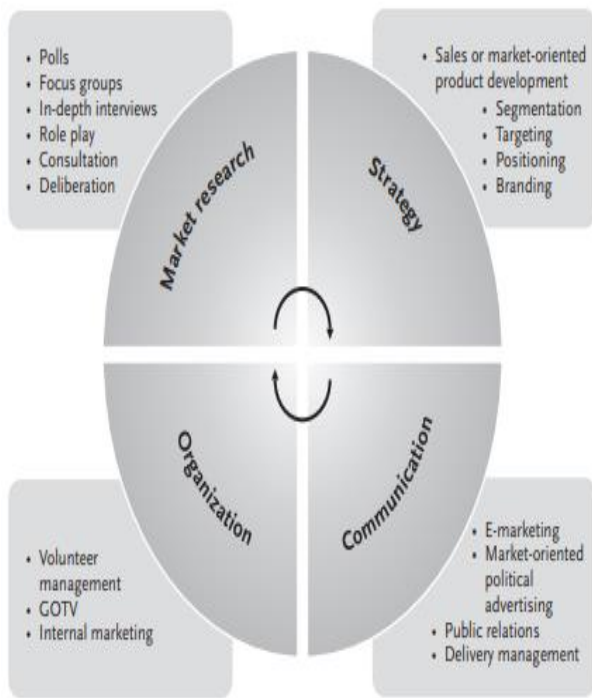 • Polls
• Focus groups
• In-depth interviews
• Role play
• Consultation
• Deliberation
Market research
• Sales or market-oriented
product development
• Segmentation
• Targeting
• Positioning
• Branding
Strategy
Organization
• Volunteer
management
• GOTV
• Internal marketing
Communication
• E-marketing
• Market-oriented
political
advertising
• Public relations
• Delivery management